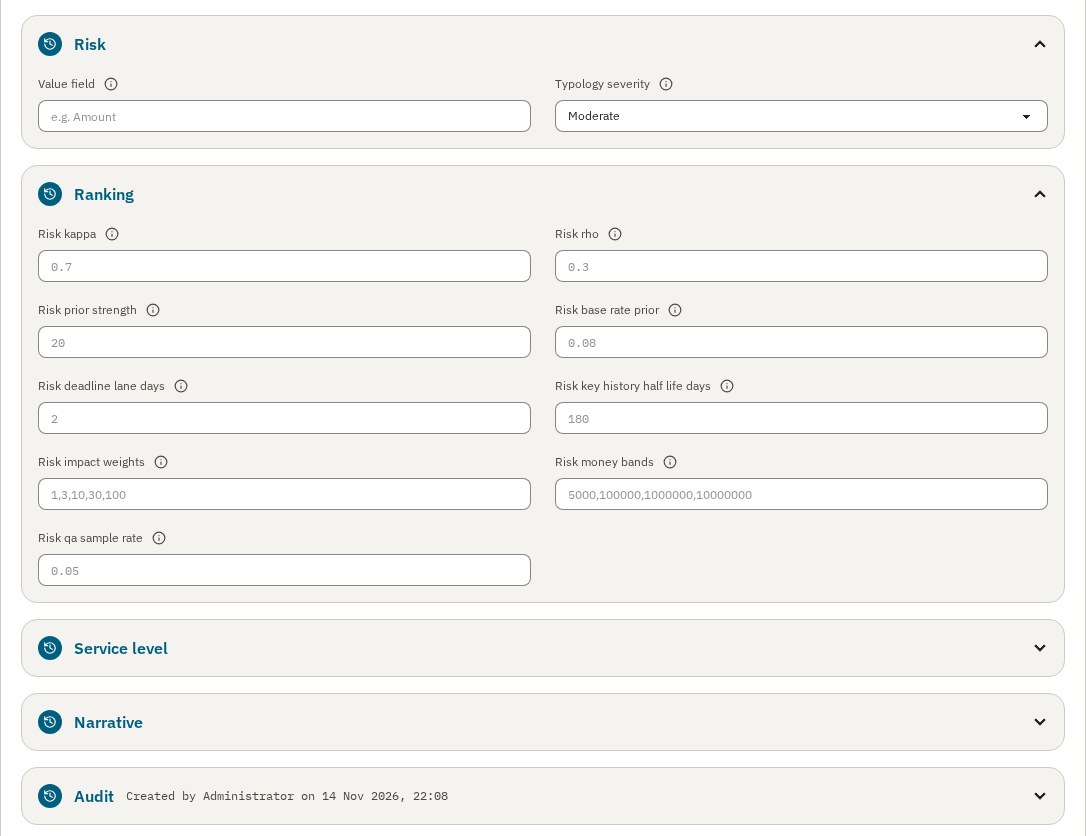 Risk
Value field
Typology severity
e.g. Amount
Moderate
Ranking
Risk kappa
Risk rho
0.7
0.3
Risk prior strength
Risk base rate prior
20
0.08
Risk deadline lane days
Risk key history half life days
2
180
Risk impact weights
Risk money bands
1,3,10,30,100
5000,100000,1000000,10000000
Risk qa sample rate
0.05
Service level
Narrative
Audit Created by Administrator on 14 Nov 2026, 22:08